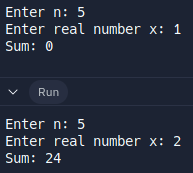 Enter n: 5
Enter real number x: 1
Sum: 0
Run
Enter n: 5
Enter real number x: 2
Sum: 24